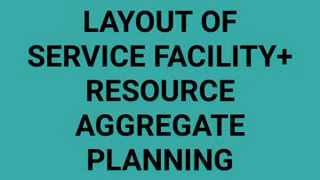 LAYOUT OF
SERVICE FACILITY+
RESOURCE
AGGREGATE
PLANNING